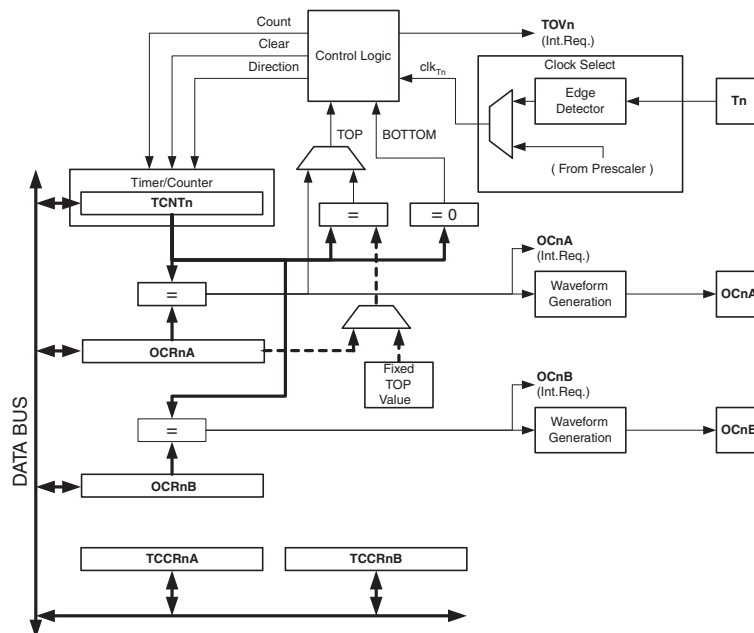 Count
Clear
Direction
Control Logic
TOVn
(Int.Req.)
clkTn
Clock Select
Edge
Detector
Tn
( From Prescaler )
TOP
BOTTOM
Timer/Counter
TCNTn
=
= 0
OCnA
(Int.Req.)
=
Waveform
Generation
OCnA
OCRnA
Fixed
TOP
Value
OCnB
(Int.Req.)
=
Waveform
Generation
OCnB
OCRnB
DATA BUS
TCCRnA
TCCRnB